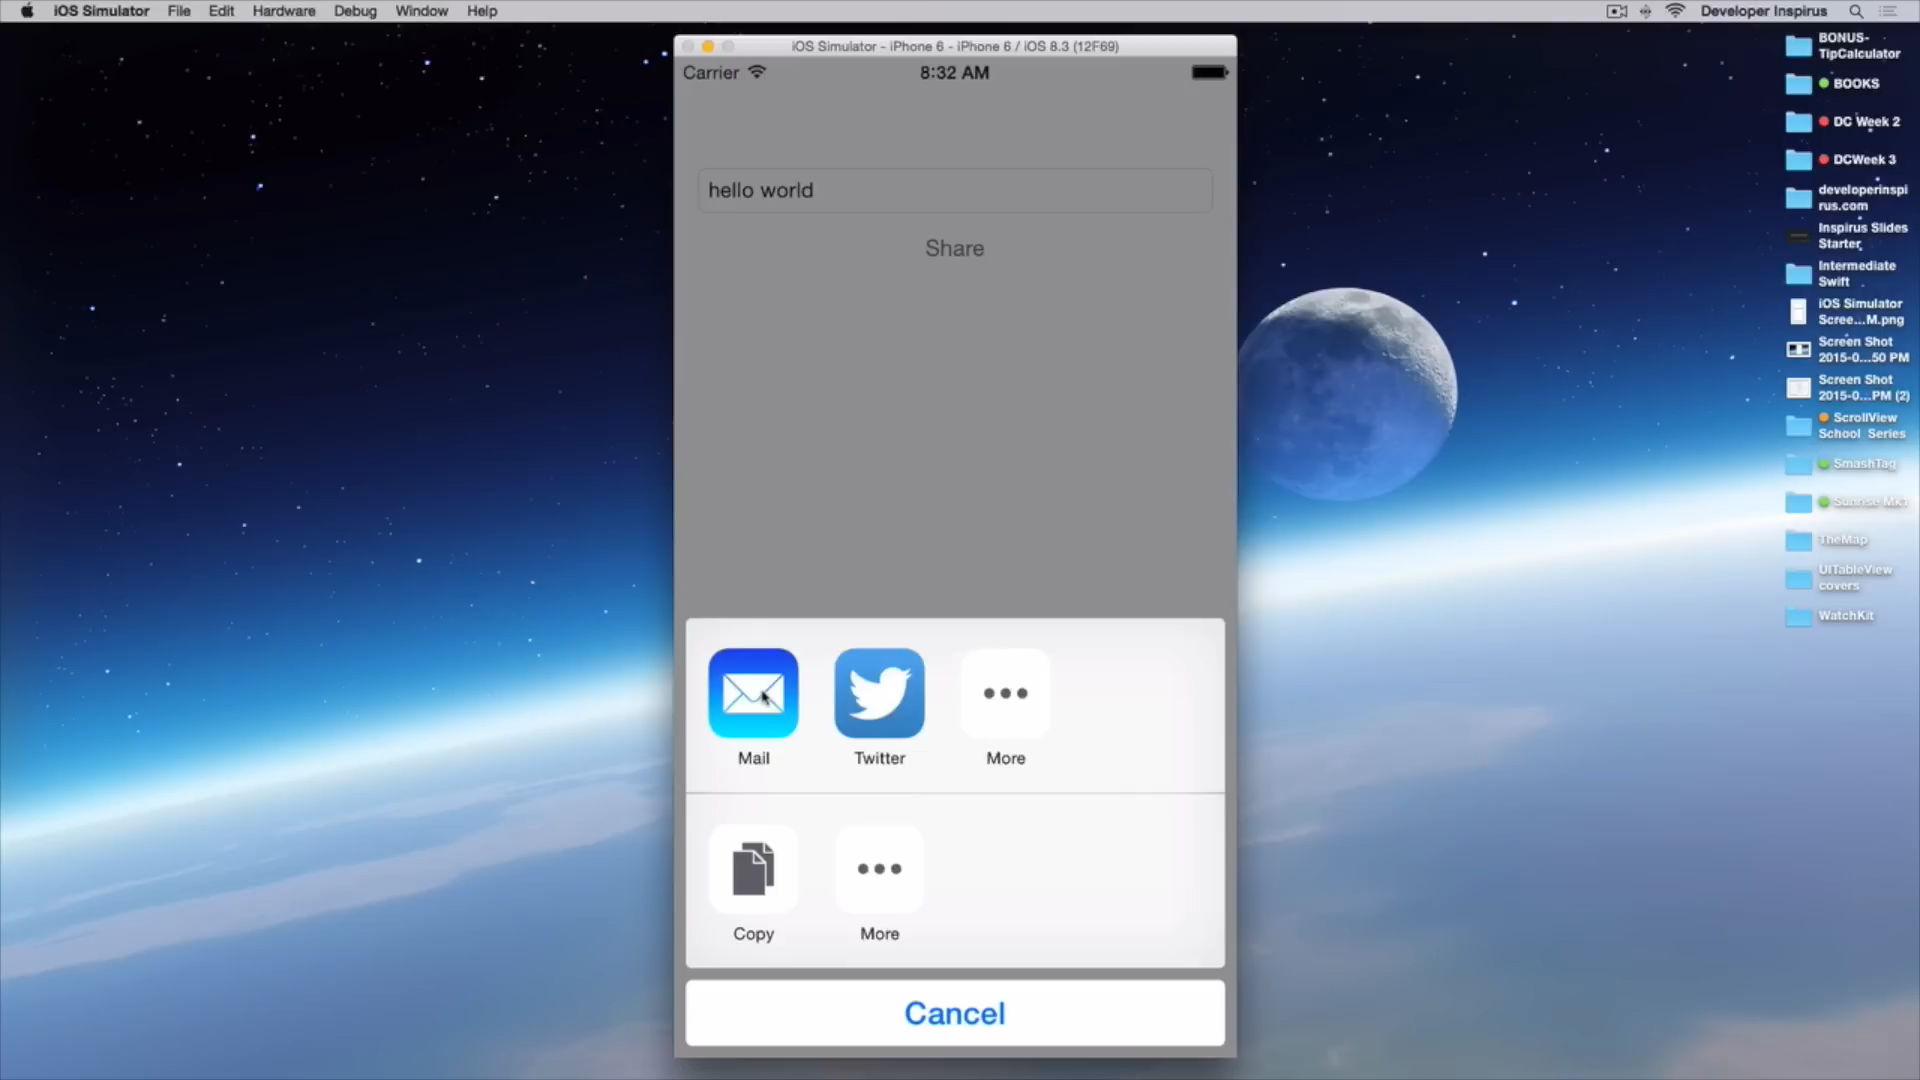 iOS Simulator File Edit Hardware Debug Window Help Developer Inspirus
iOS Simulator - iPhone 6 - iPhone 6 / iOS 8.3 (12F69)
Carrier 8:32 AM
hello world
Share
Mail Twitter More
Copy More
Cancel
BONUS-
TipCalculator
BOOKS
DC Week 2
DCWeek 3
developerinspi
rus.com
Inspirus Slides
Starter
Intermediate
Swift
iOS Simulator
Scree...M.png
Screen Shot
2015-0...50 PM
Screen Shot
2015-0...PM (2)
ScrollView
School Series
SmashTag
Sunrise
TheMap
UITableView
covers
WatchKit